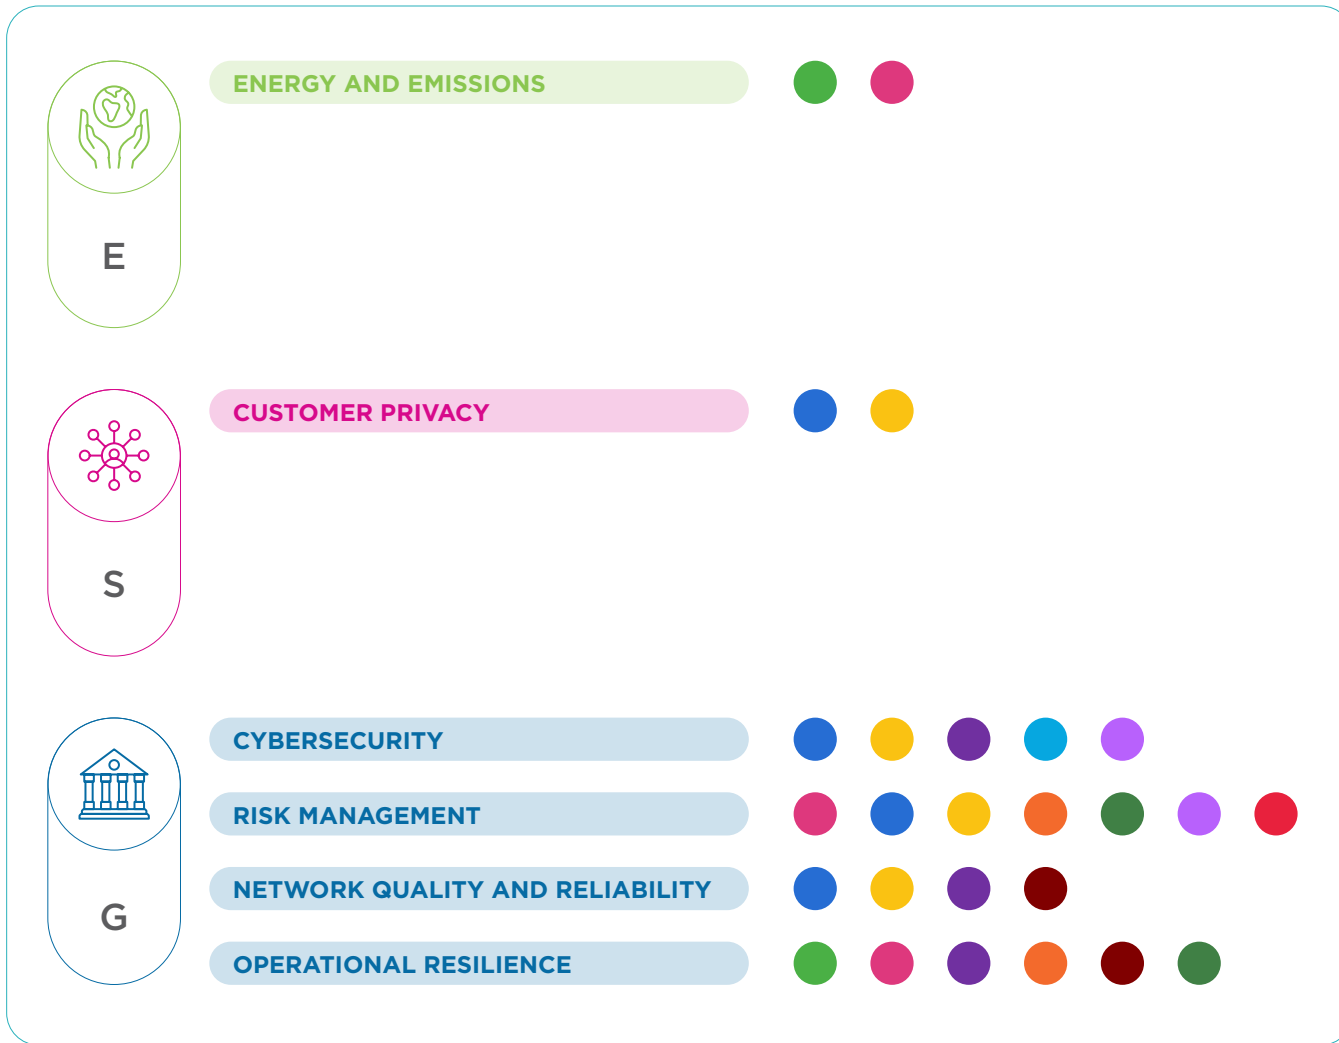 ENERGY AND EMISSIONS
E
CUSTOMER PRIVACY
S
CYBERSECURITY
RISK MANAGEMENT
NETWORK QUALITY AND RELIABILITY
G
OPERATIONAL RESILIENCE